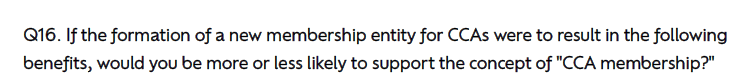 Q16. If the formation of a new membership entity for CCAs were to result in the following
benefits, would you be more or less likely to support the concept of "CCA membership?"